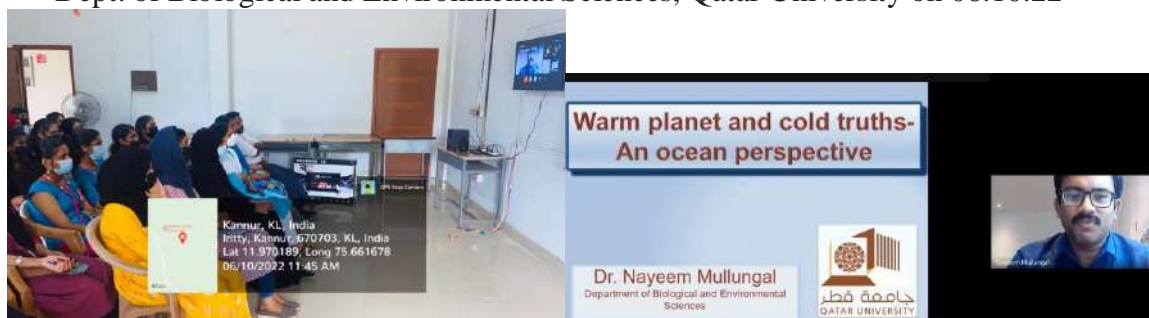 Dept. of Biological and Environmental Sciences, Qatar University on 06.10.22
GPS Map Camera
Kannur, KL, India
Iritty, Kannur, 670703, KL, India
Lat 11.970189, Long 75.661678
06/10/2022 11:45 AM
Warm planet and cold truths-
An ocean perspective
Dr. Nayeem Mullungal
Department of Biological and Environmental
Sciences
جامعة قطر
QATAR UNIVERSITY
Nayeem Mullungal